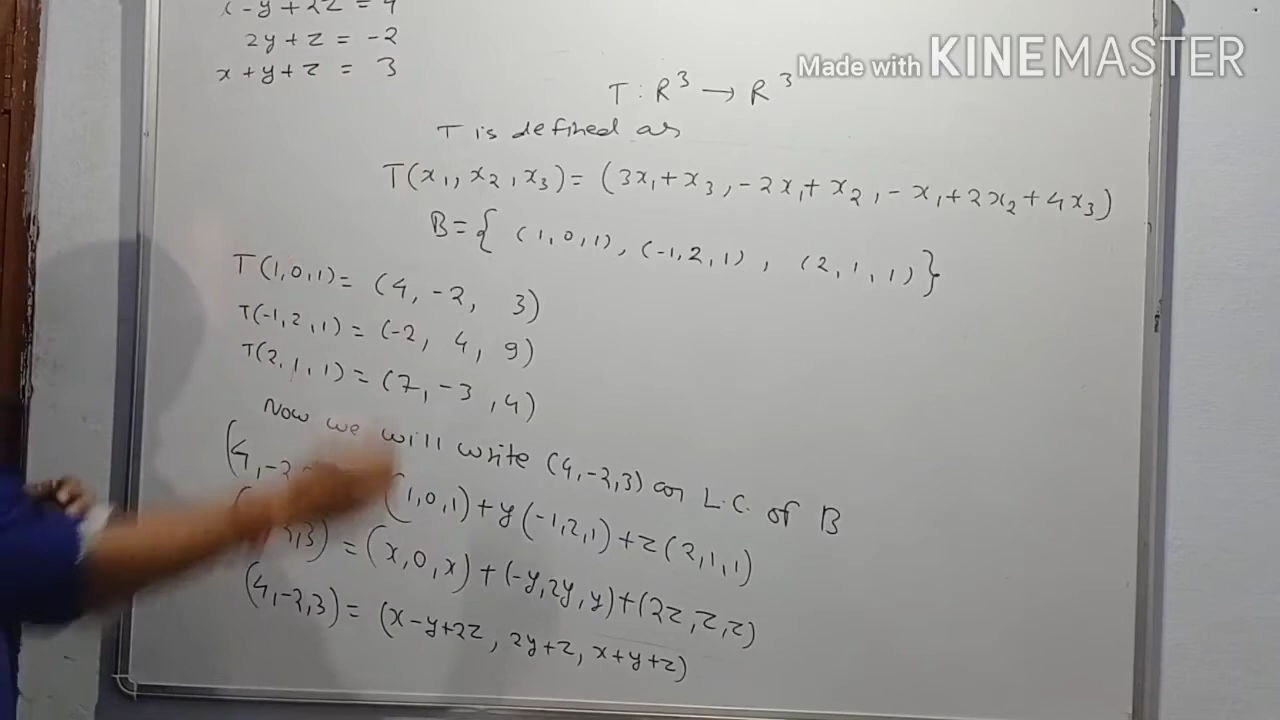 x-y+2z = 4
2y+z = -2
x+y+z = 3
Made with KINEMASTER
T : R³ → R³
T is defined as
T(x₁, x₂, x₃) = (3x₁+x₃, -2x₁+x₂, -x₁+2x₂+4x₃)
B = { (1,0,1), (-1,2,1), (2,1,1) }
T(1,0,1) = (4, -2, 3)
T(-1,2,1) = (-2, 4, 9)
T(2,1,1) = (7, -3, 4)
Now we will write (4,-2,3) as L.C. of B
(4,-2 (1,0,1) + y(-1,2,1) + z(2,1,1)
,3) = (x,0,x) + (-y,2y,y) + (2z,z,z)
(4,-2,3) = (x-y+2z, 2y+z, x+y+z)